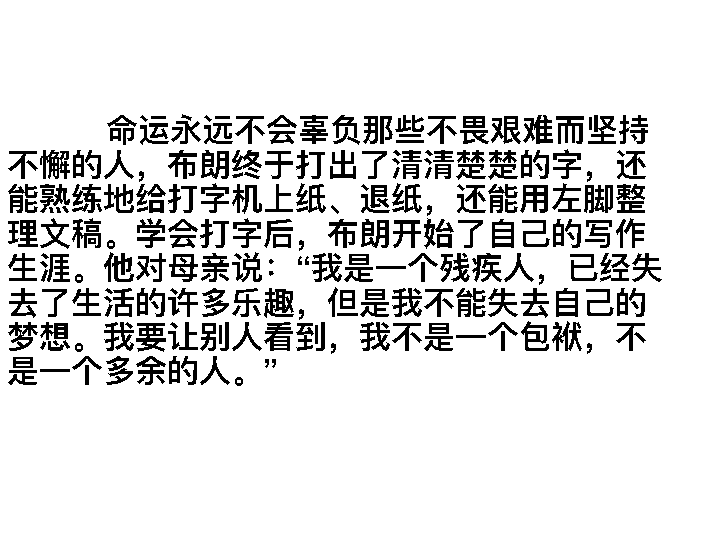 命运永远不会辜负那些不畏艰难而坚持
不懈的人，布朗终于打出了清清楚楚的字，还
能熟练地给打字机上纸、退纸，还能用左脚整
理文稿。学会打字后，布朗开始了自己的写作
生涯。他对母亲说：“我是一个残疾人，已经失
去了生活的许多乐趣，但是我不能失去自己的
梦想。我要让别人看到，我不是一个包袱，不
是一个多余的人。”